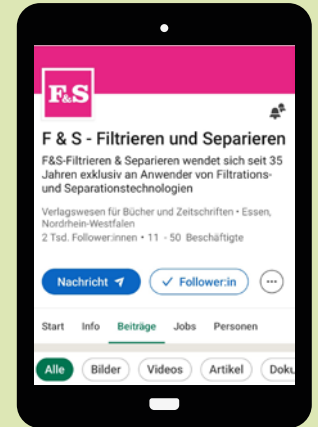 F&S
F & S - Filtrieren und Separieren
F&S-Filtrieren & Separieren wendet sich seit 35
Jahren exklusiv an Anwender von Filtrations-
und Separationstechnologien
Verlagswesen für Bücher und Zeitschriften • Essen,
Nordrhein-Westfalen
2 Tsd. Follower:innen • 11 - 50 Beschäftigte
Nachricht ✓ Follower:in ...
Start Info Beiträge Jobs Personen
Alle Bilder Videos Artikel Doku